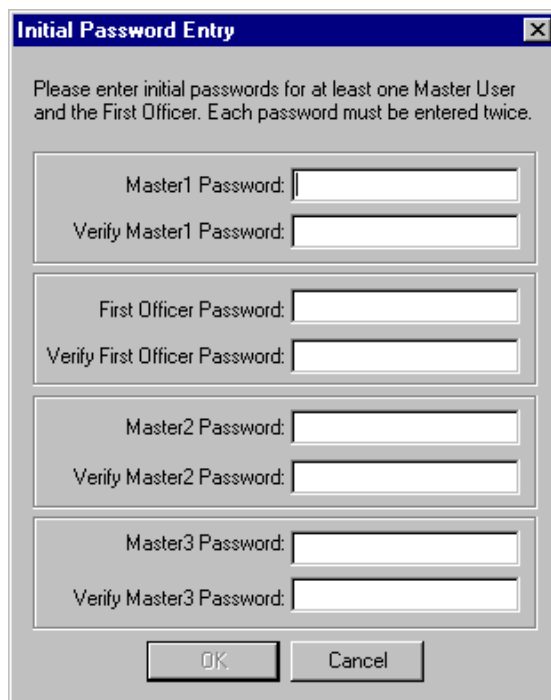 Initial Password Entry
Please enter initial passwords for at least one Master User
and the First Officer. Each password must be entered twice.
Master1 Password:
Verify Master1 Password:
First Officer Password:
Verify First Officer Password:
Master2 Password:
Verify Master2 Password:
Master3 Password:
Verify Master3 Password:
OK Cancel